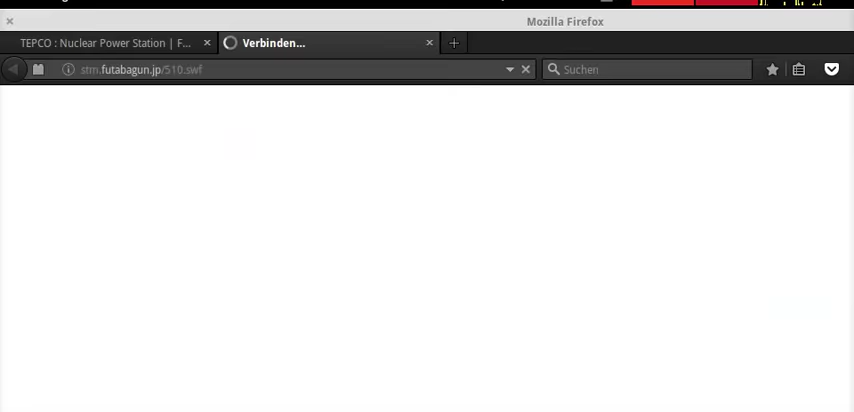 Mozilla Firefox
TEPCO : Nuclear Power Station | F...
Verbinden...
stm.futabagun.jp/510.swf
Suchen